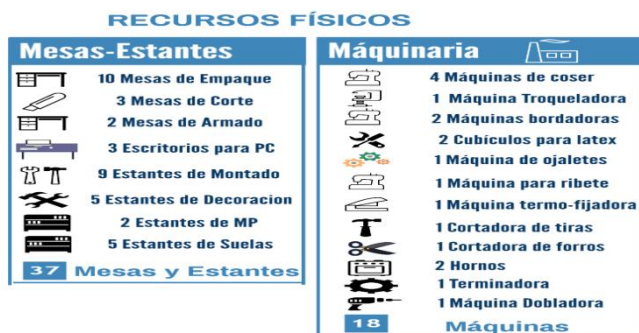 RECURSOS FÍSICOS
Mesas-Estantes
10 Mesas de Empaque
3 Mesas de Corte
2 Mesas de Armado
3 Escritorios para PC
9 Estantes de Montado
5 Estantes de Decoracion
2 Estantes de MP
5 Estantes de Suelas
37 Mesas y Estantes
Máquinaria
4 Máquinas de coser
1 Máquina Troqueladora
2 Máquinas bordadoras
2 Cubículos para latex
1 Máquina de ojaletes
1 Máquina para ribete
1 Máquina termo-fijadora
1 Cortadora de tiras
1 Cortadora de forros
2 Hornos
1 Terminadora
1 Máquina Dobladora
18 Máquinas